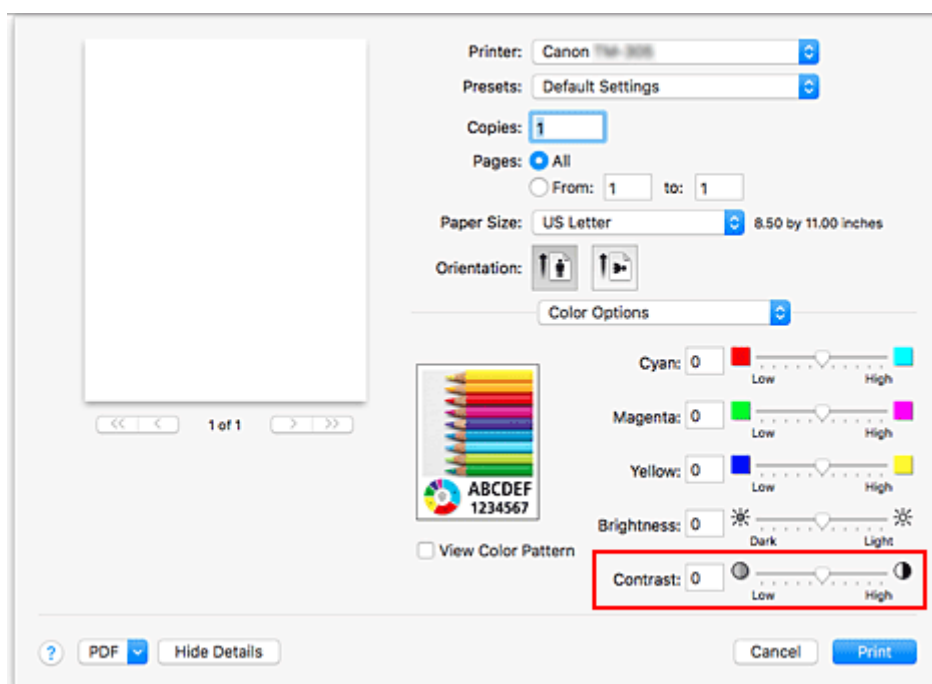 Printer: Canon
Presets: Default Settings
Copies: 1
Pages: All
From: 1 to: 1
Paper Size: US Letter 8.50 by 11.00 inches
Orientation:
Color Options
<< < 1 of 1 > >>
ABCDEF
1234567
View Color Pattern
Cyan: 0
Low High
Magenta: 0
Low High
Yellow: 0
Low High
Brightness: 0
Dark Light
Contrast: 0
Low High
? PDF Hide Details Cancel Print